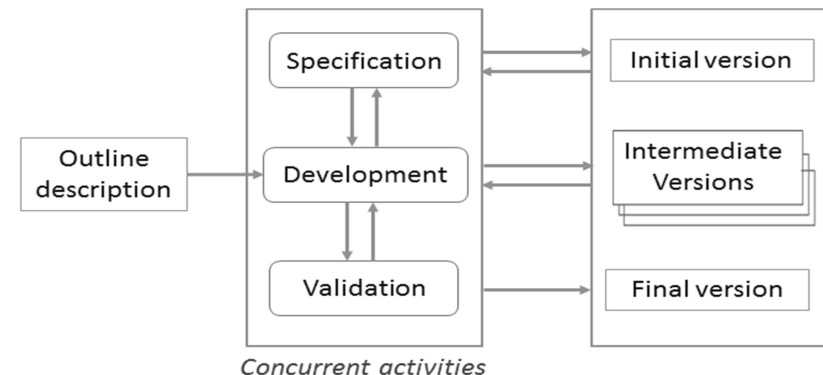 Specification
Initial version
Outline
description
Development
Intermediate
Versions
Validation
Final version
Concurrent activities